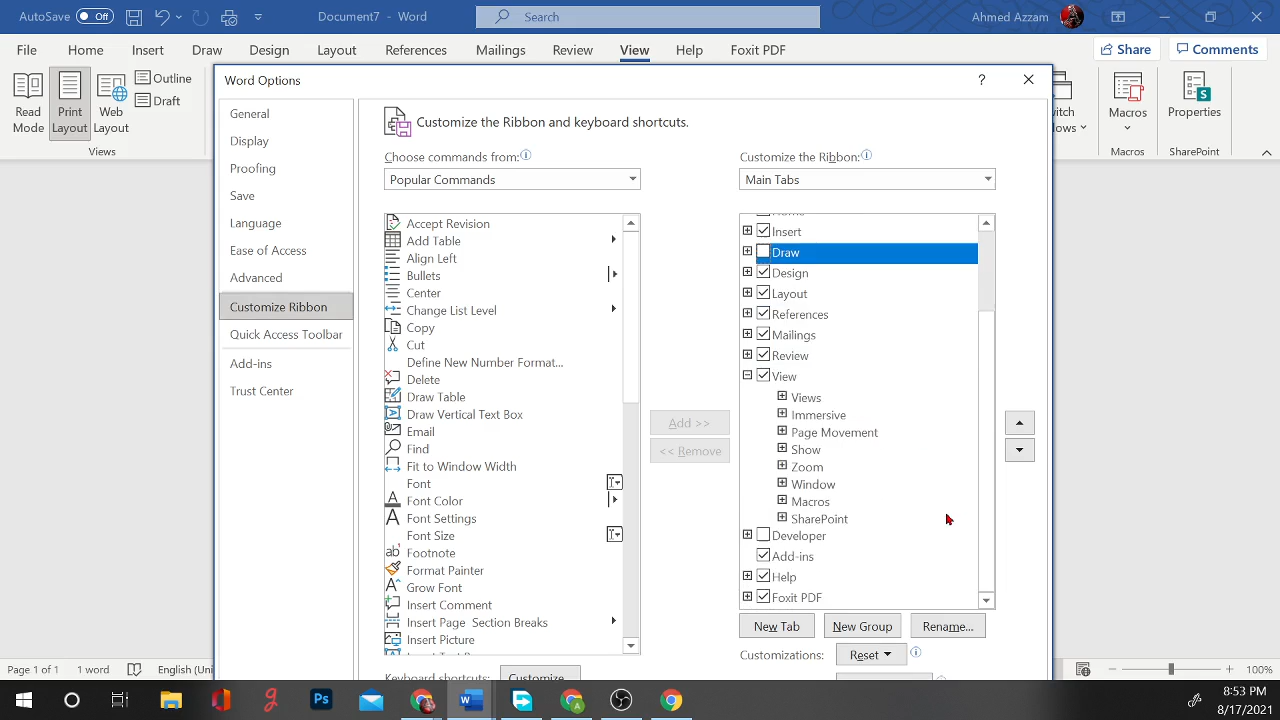 AutoSave Off Document7 - Word Search Ahmed Azzam
File Home Insert Draw Design Layout References Mailings Review View Help Foxit PDF Share Comments
Read Mode
Print Layout
Web Layout
Outline
Draft
Views
Macros
Macros
Properties
SharePoint
Word Options
General
Display
Proofing
Save
Language
Ease of Access
Advanced
Customize Ribbon
Quick Access Toolbar
Add-ins
Trust Center
Customize the Ribbon and keyboard shortcuts.
Choose commands from:
Popular Commands
Accept Revision
Add Table
Align Left
Bullets
Center
Change List Level
Copy
Cut
Define New Number Format...
Delete
Draw Table
Draw Vertical Text Box
Email
Find
Fit to Window Width
Font
Font Color
Font Settings
Font Size
Footnote
Format Painter
Grow Font
Insert Comment
Insert Page Section Breaks
Insert Picture
Keyboard shortcuts: Customize...
Add >>
<< Remove
Customize the Ribbon:
Main Tabs
Home
Insert
Draw
Design
Layout
References
Mailings
Review
View
Views
Immersive
Page Movement
Show
Zoom
Window
Macros
SharePoint
Developer
Add-ins
Help
Foxit PDF
New Tab New Group Rename...
Customizations: Reset
Page 1 of 1 1 word English (Uni 100%
8:53 PM
8/17/2021